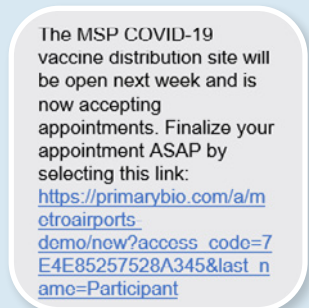 The MSP COVID-19
vaccine distribution site will
be open next week and is
now accepting
appointments. Finalize your
appointment ASAP by
selecting this link:
https://primarybio.com/a/m
etroairports-
demo/new?access_code=7
E4E85257528A345&last_n
ame=Participant